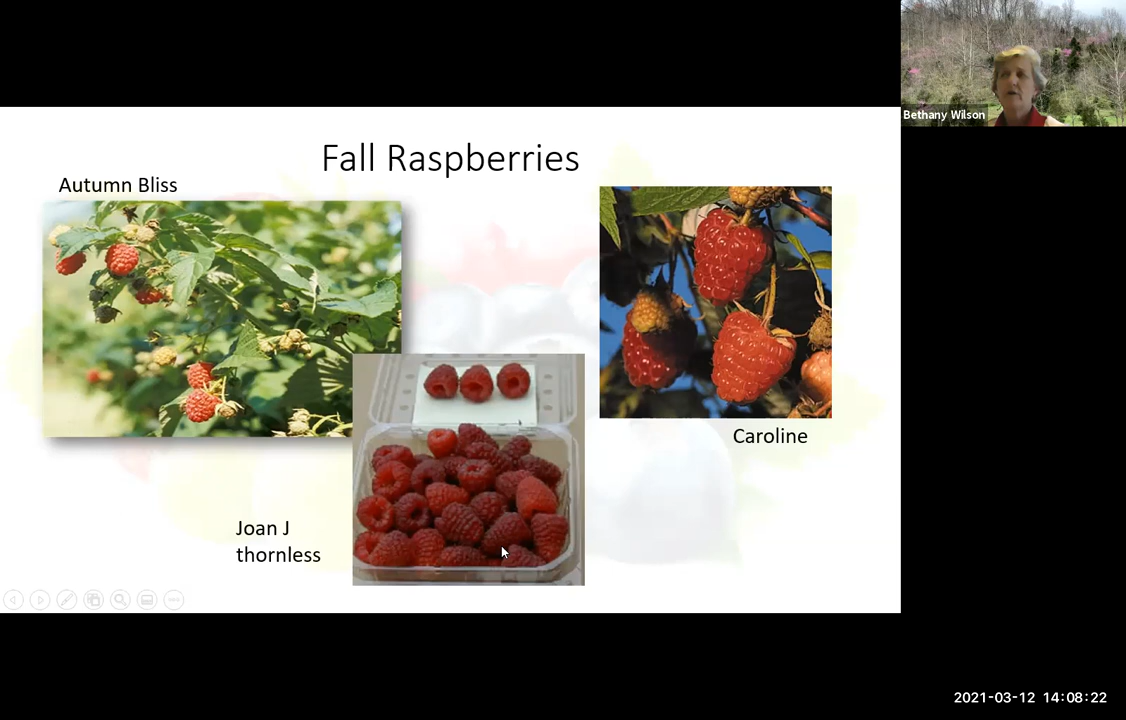 Fall Raspberries
Autumn Bliss
Caroline
Joan J
thornless
Bethany Wilson
2021-03-12 14:08:22